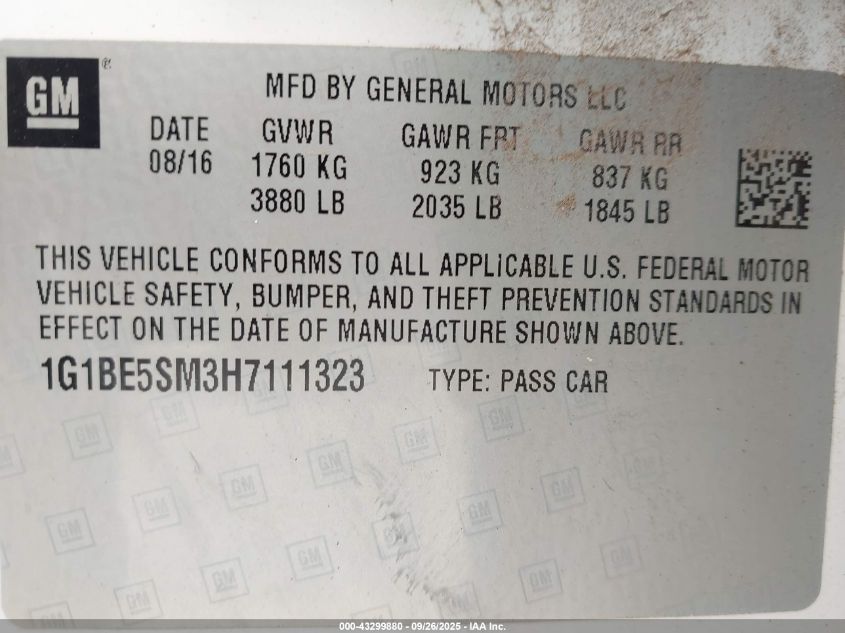 GM ®
MFD BY GENERAL MOTORS LLC
DATE GVWR GAWR FRT GAWR RR
08/16 1760 KG 923 KG 837 KG
3880 LB 2035 LB 1845 LB
THIS VEHICLE CONFORMS TO ALL APPLICABLE U.S. FEDERAL MOTOR
VEHICLE SAFETY, BUMPER, AND THEFT PREVENTION STANDARDS IN
EFFECT ON THE DATE OF MANUFACTURE SHOWN ABOVE.
1G1BE5SM3H7111323 TYPE: PASS CAR
000-43299880 - 09/26/2025 - IAA Inc.